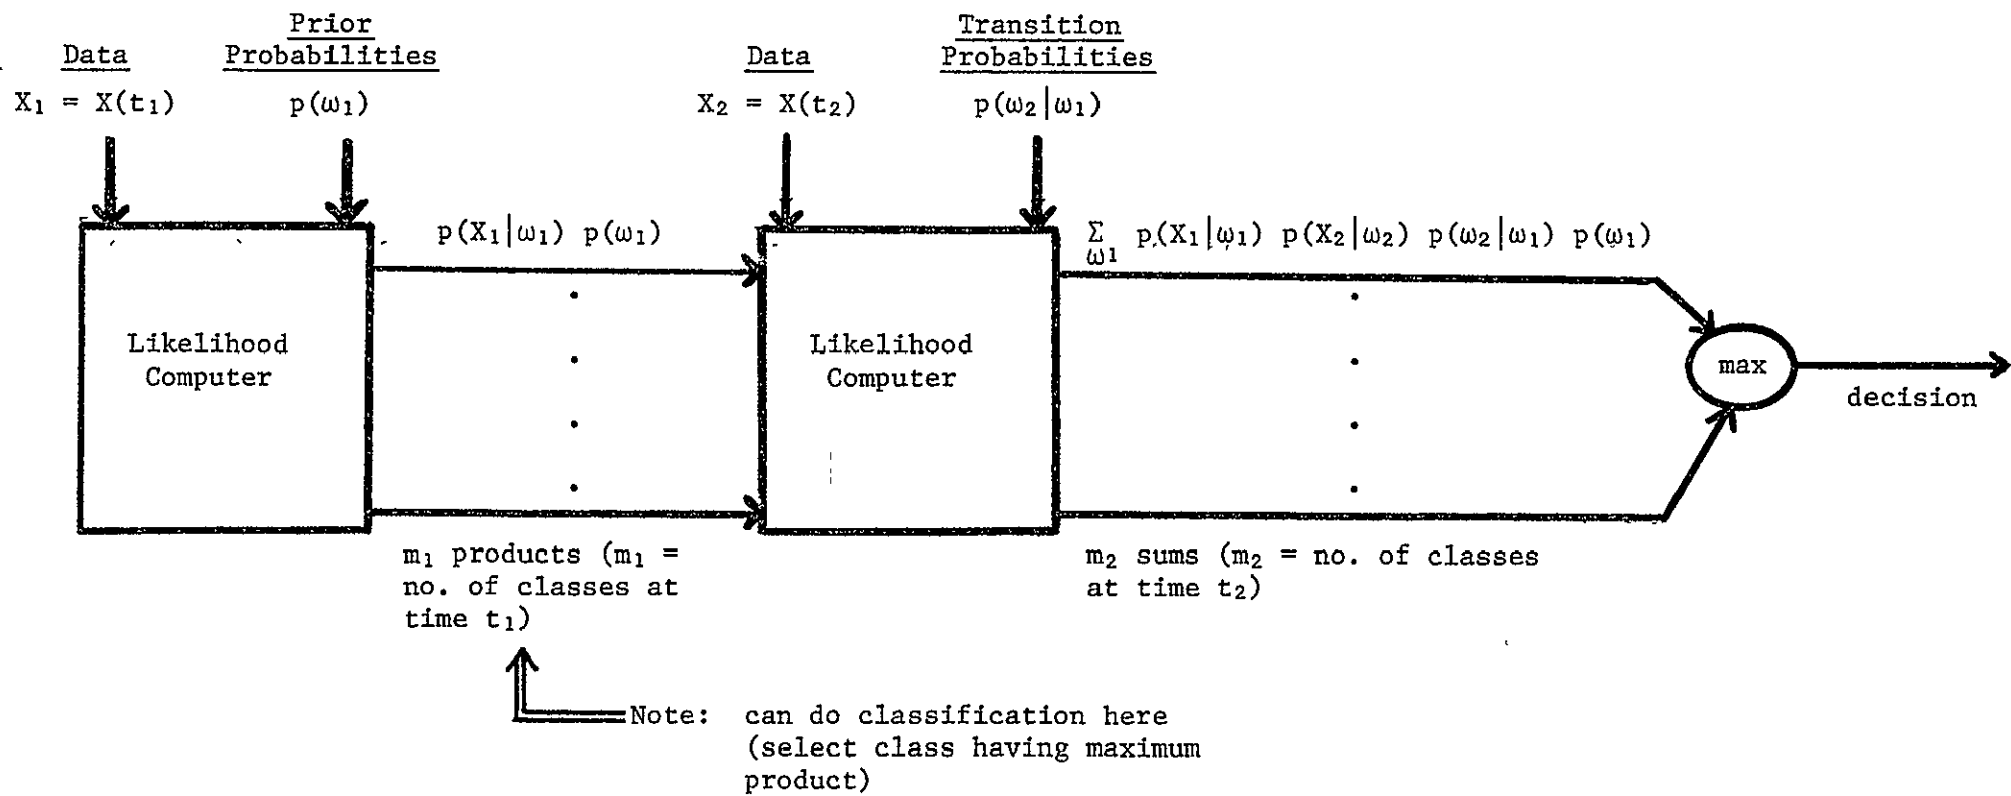 Data
Prior
Probabilities
X₁ = X(t₁)
p(ω₁)
Data
Transition
Probabilities
X₂ = X(t₂)
p(ω₂|ω₁)
p(X₁|ω₁) p(ω₁)
Σ p(X₁|ω₁) p(X₂|ω₂) p(ω₂|ω₁) p(ω₁)
ω1
Likelihood
Computer
Likelihood
Computer
max
decision
m₁ products (m₁ =
no. of classes at
time t₁)
m₂ sums (m₂ = no. of classes
at time t₂)
Note: can do classification here
(select class having maximum
product)